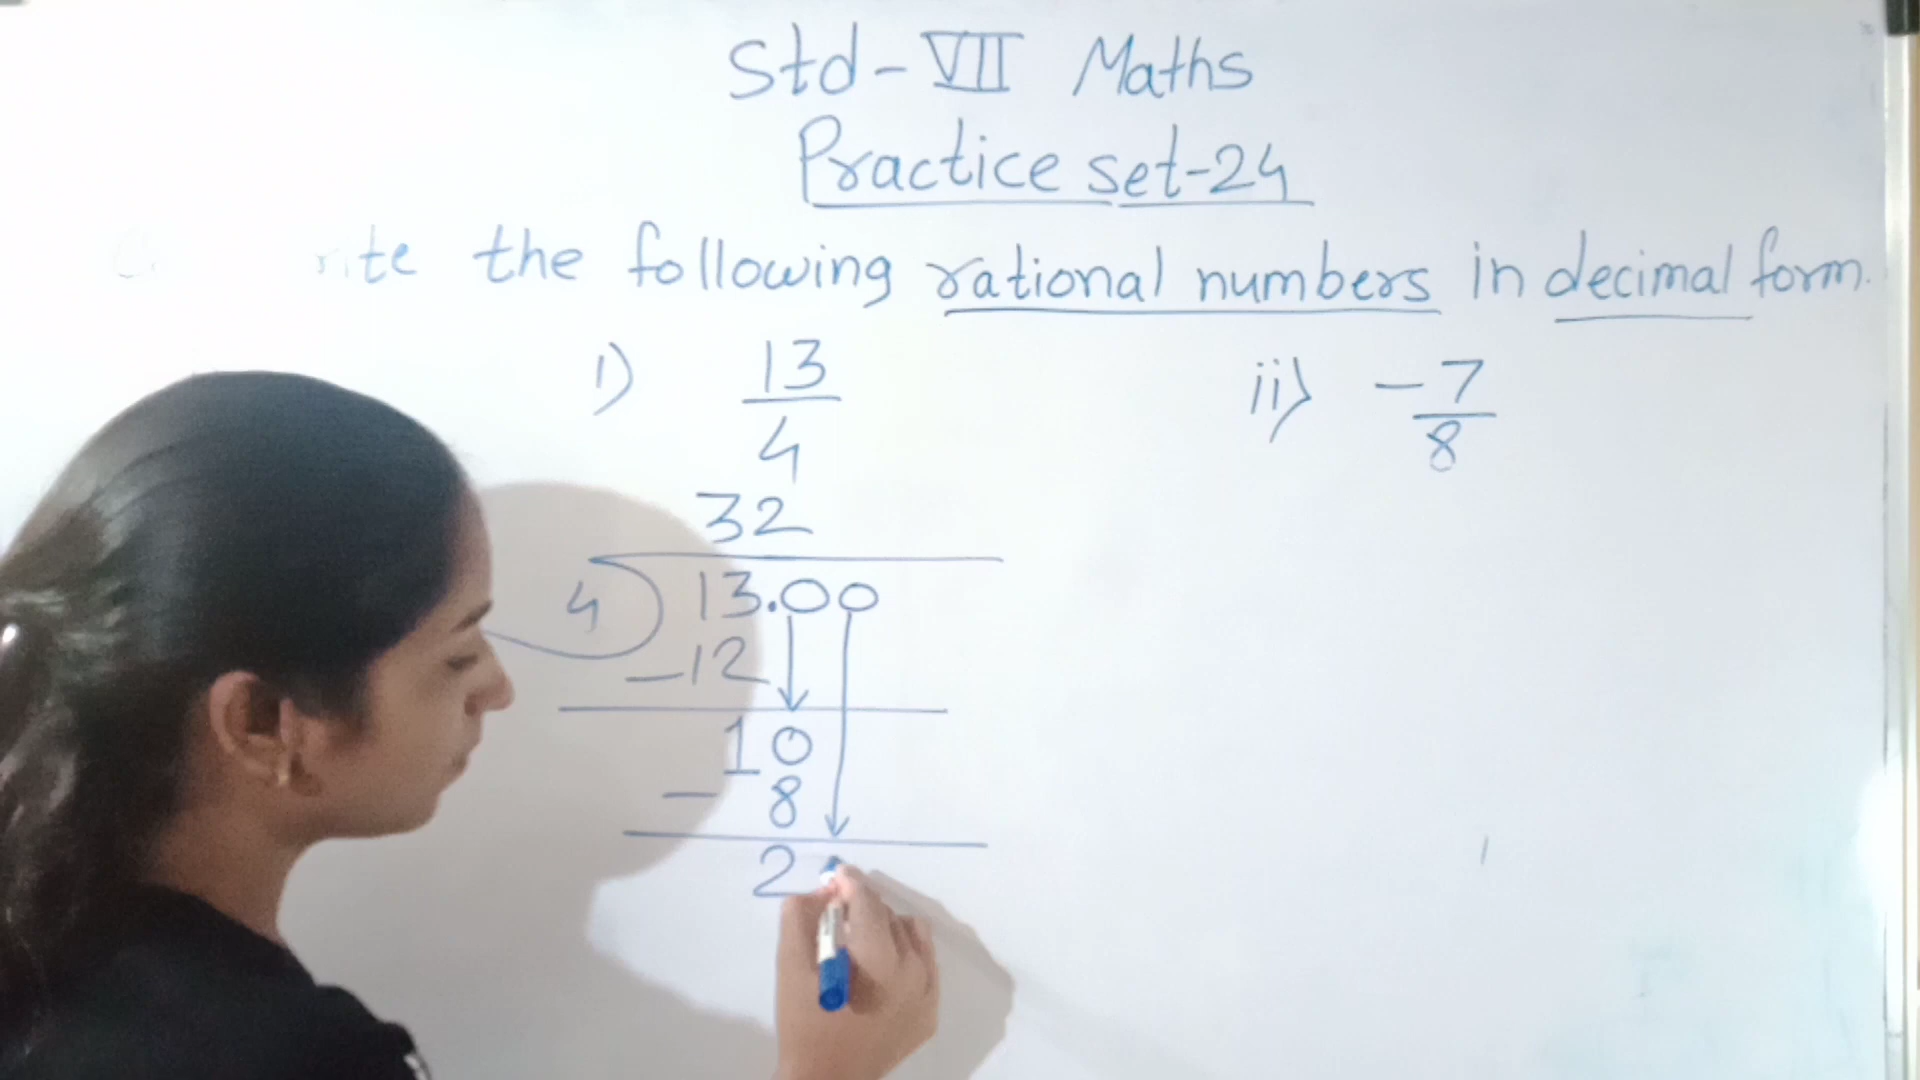 Std - VII Maths
Practice set-24
rite the following rational numbers in decimal form.
i) 13/4
ii) -7/8
32
4) 13.00
-12
10
- 8
2